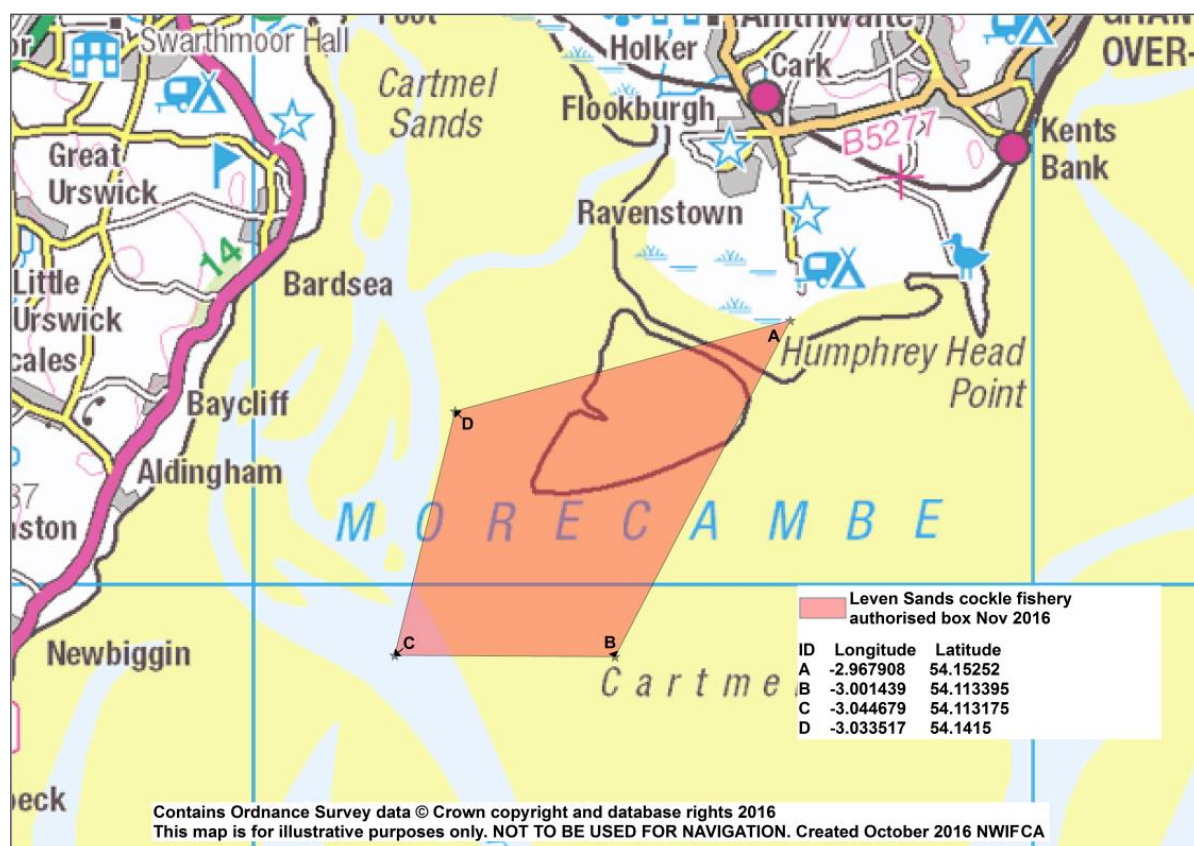 Swarthmoor Hall
Cartmel
Sands
Great
Urswick
14
Little
Urswick
Bardsea
Baycliff
Aldingham
Newbiggin
Holker
Cark
Flookburgh
B5277
Kents
Bank
OVER-
Ravenstown
A
Humphrey Head
Point
D
MORECAMBE
C
B
Leven Sands cockle fishery
authorised box Nov 2016
ID Longitude Latitude
A -2.967908 54.15252
B -3.001439 54.113395
C -3.044679 54.113175
D -3.033517 54.1415
Cartme
Contains Ordnance Survey data © Crown copyright and database rights 2016
This map is for illustrative purposes only. NOT TO BE USED FOR NAVIGATION. Created October 2016 NWIFCA